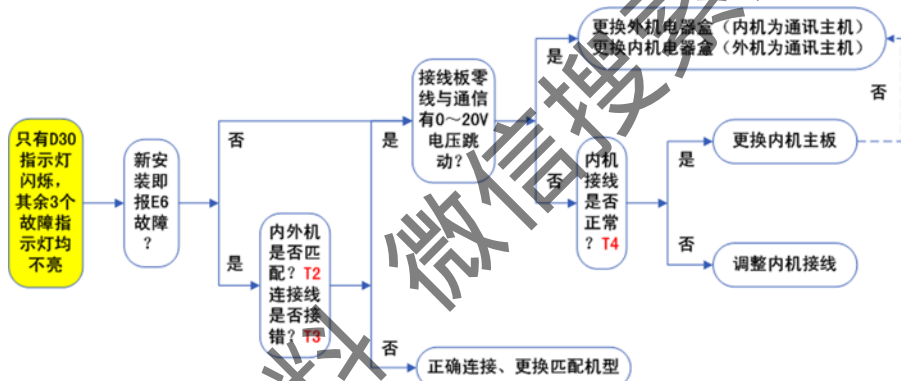 更换外机电器盒（内机为通讯主机）
更换内机电器盒（外机为通讯主机）
是
否
接线板零
线与通信
有0～20V
电压跳
动？
只有D30
指示灯
闪烁，
其余3个
故障指
示灯均
不亮
新安
装即
报E6
故障
？
否
是
是
否
内机
接线
是否
正常
？T4
是
更换内机主板
否
调整内机接线
内外机
是否匹
配？T2
连接线
是否接
错？T3
否
正确连接、更换匹配机型
料 微信搜索